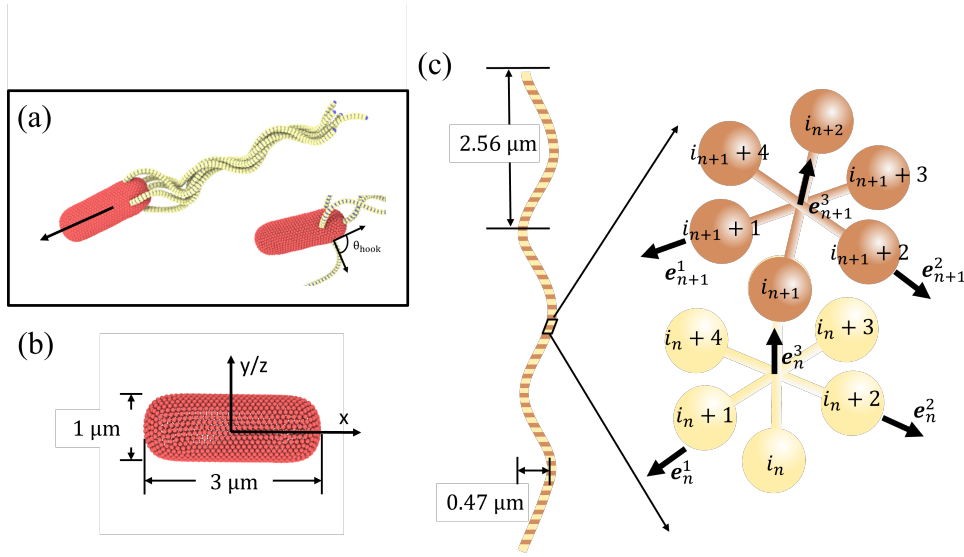 (a)
θhook
(b)
y/z
x
1 μm
3 μm
(c)
2.56 μm
0.47 μm
iₙ₊₂
iₙ₊₁ + 4
iₙ₊₁ + 3
e³ₙ₊₁
iₙ₊₁ + 1
iₙ₊₁ + 2
e¹ₙ₊₁
e²ₙ₊₁
iₙ₊₁
iₙ + 4
iₙ + 3
e³ₙ
iₙ + 1
iₙ + 2
e²ₙ
e¹ₙ
iₙ